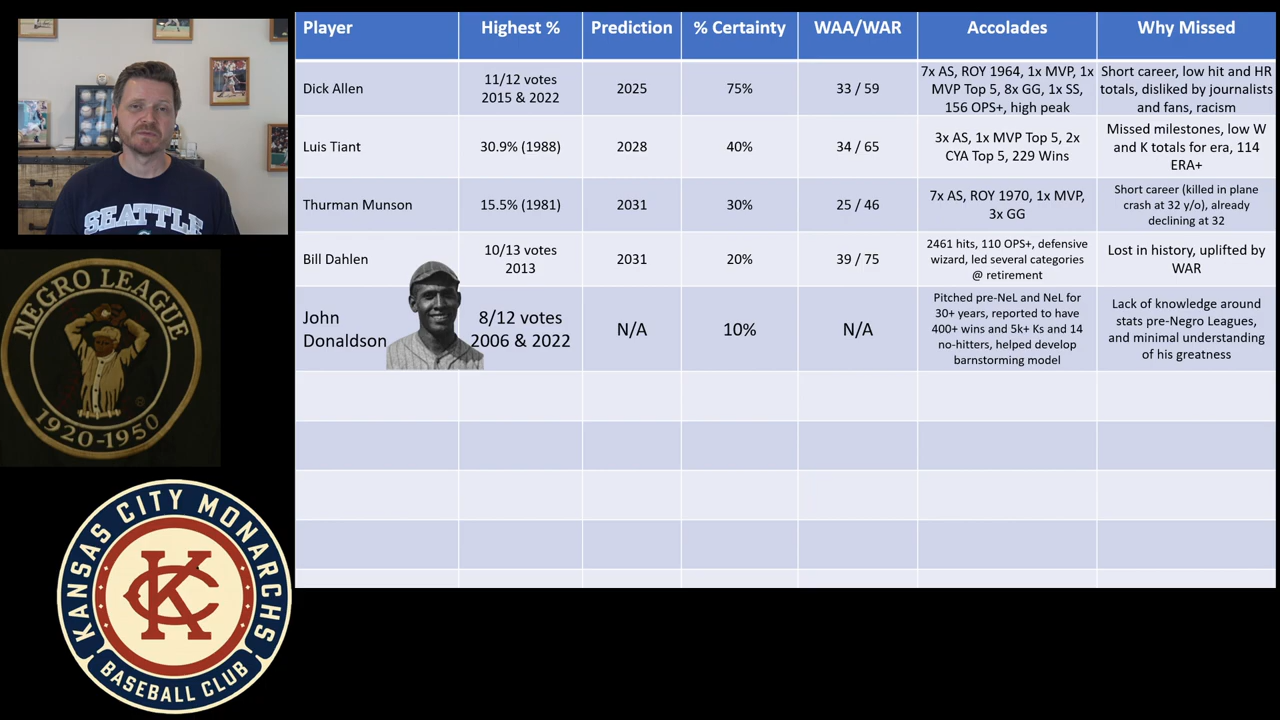 SEATTLE
NEGRO LEAGUE
1920-1950
KANSAS CITY MONARCHS
KC
BASEBALL CLUB
Player
Highest %
Prediction
% Certainty
WAA/WAR
Accolades
Why Missed
Dick Allen
11/12 votes
2015 & 2022
2025
75%
33 / 59
7x AS, ROY 1964, 1x MVP, 1x
MVP Top 5, 8x GG, 1x SS,
156 OPS+, high peak
Short career, low hit and HR
totals, disliked by journalists
and fans, racism
Luis Tiant
30.9% (1988)
2028
40%
34 / 65
3x AS, 1x MVP Top 5, 2x
CYA Top 5, 229 Wins
Missed milestones, low W
and K totals for era, 114
ERA+
Thurman Munson
15.5% (1981)
2031
30%
25 / 46
7x AS, ROY 1970, 1x MVP,
3x GG
Short career (killed in plane
crash at 32 y/o), already
declining at 32
Bill Dahlen
10/13 votes
2013
2031
20%
39 / 75
2461 hits, 110 OPS+, defensive
wizard, led several categories
@ retirement
Lost in history, uplifted by
WAR
John
Donaldson
8/12 votes
2006 & 2022
N/A
10%
N/A
Pitched pre-NeL and NeL for
30+ years, reported to have
400+ wins and 5k+ Ks and 14
no-hitters, helped develop
barnstorming model
Lack of knowledge around
stats pre-Negro Leagues,
and minimal understanding
of his greatness